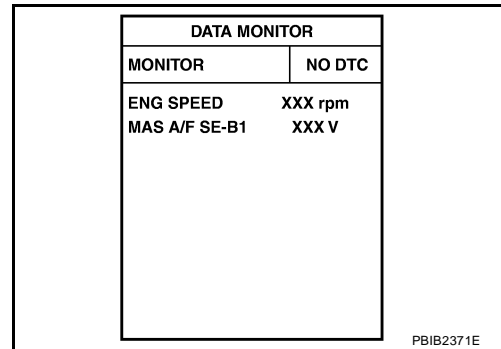 DATA MONITOR
MONITOR NO DTC
ENG SPEED XXX rpm
MAS A/F SE-B1 XXX V
PBIB2371E